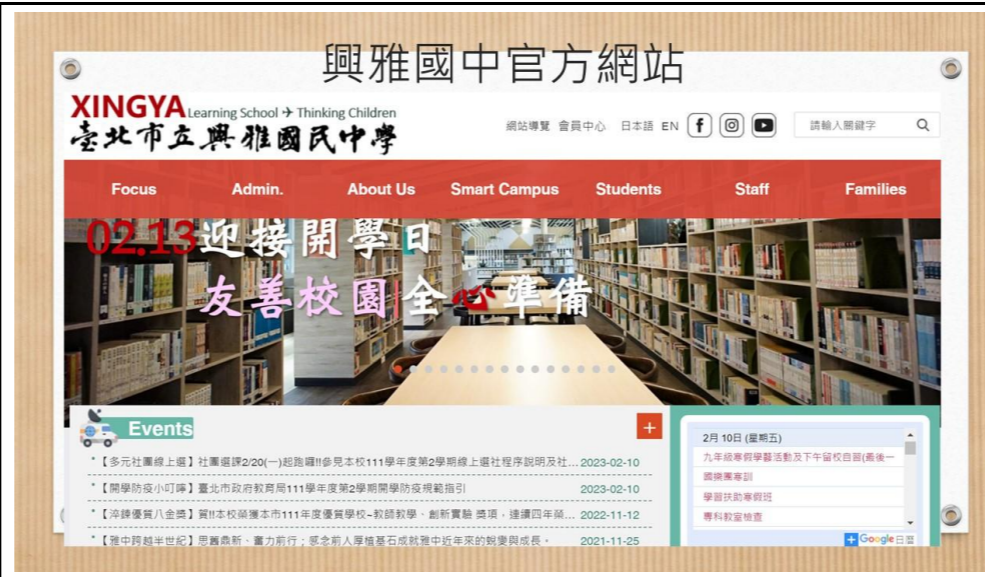 興雅國中官方網站
XINGYA Learning School ✈ Thinking Children
臺北市立興雅國民中學
網站導覽 會員中心 日本語 EN
請輸入關鍵字
Focus Admin. About Us Smart Campus Students Staff Families
02.13迎接開學日
友善校園全心準備
Events
+
*【多元社團線上選】社團選課2/20(一)起跑囉!!參見本校111學年度第2學期線上選社程序說明及社... 2023-02-10
*【開學防疫小叮嚀】臺北市政府教育局111學年度第2學期開學防疫規範指引 2023-02-10
*【淬鍊優質八金獎】賀!!本校榮獲本市111年度優質學校~教師教學、創新實驗 獎項，連續四年榮... 2022-11-12
*【雅中跨越半世紀】思舊鼎新、奮力前行；感念前人厚植基石成就雅中近年來的蛻變與成長。 2021-11-25
2月 10日 (星期五)
九年級寒假學藝活動及下午留校自習(最後一
國樂團寒訓
學習扶助寒假班
專科教室檢查
+ Google 日曆